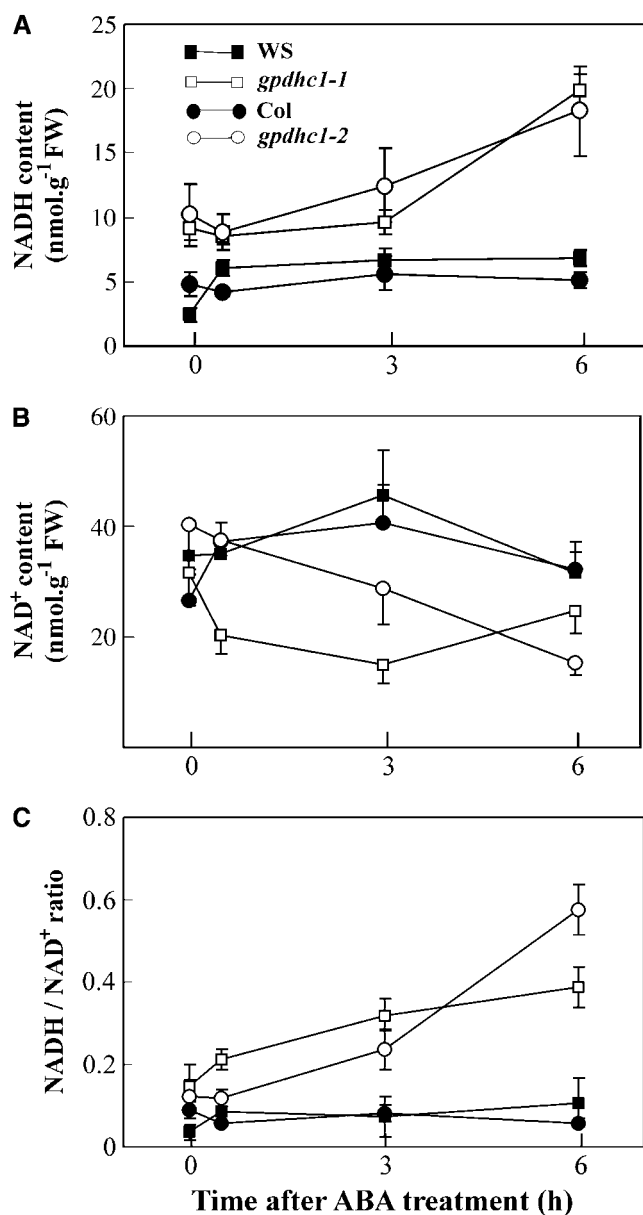 A
25
20
15
10
5
0
NADH content
(nmol.g⁻¹ FW)
WS
gpdhc1-1
Col
gpdhc1-2
0 3 6
B
60
40
20
NAD⁺ content
(nmol.g⁻¹ FW)
0 3 6
C
0.8
0.6
0.4
0.2
0
NADH / NAD⁺ ratio
0 3 6
Time after ABA treatment (h)